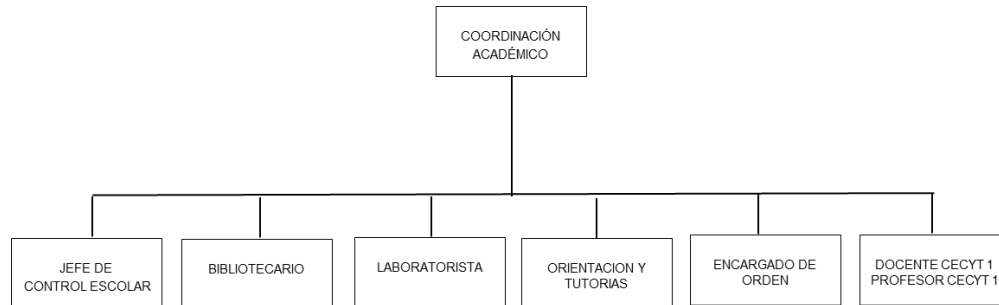 COORDINACIÓN
ACADÉMICO
JEFE DE
CONTROL ESCOLAR
BIBLIOTECARIO
LABORATORISTA
ORIENTACION Y
TUTORIAS
ENCARGADO DE
ORDEN
DOCENTE CECYT 1
PROFESOR CECYT 1